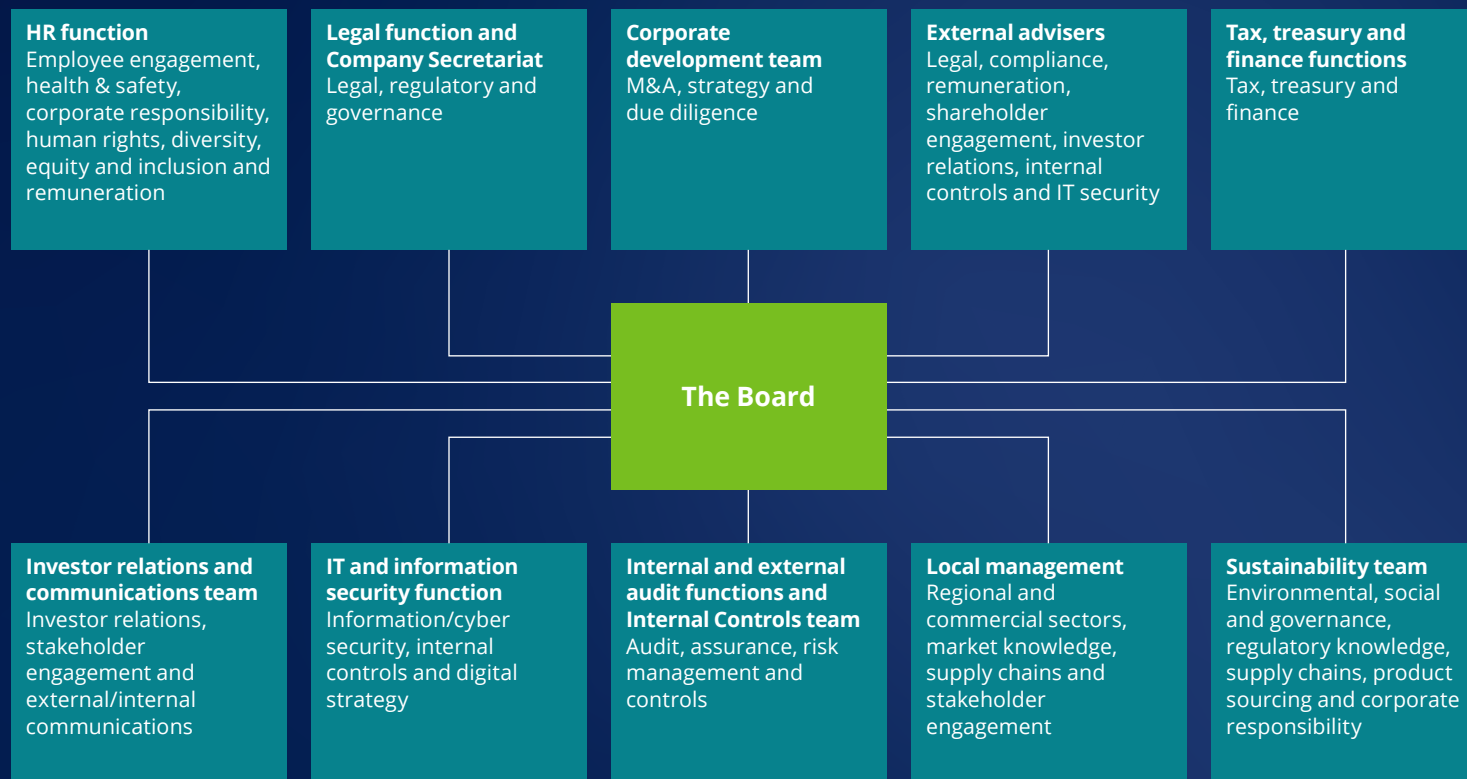 HR function
Employee engagement,
health & safety,
corporate responsibility,
human rights, diversity,
equity and inclusion and
remuneration
Legal function and
Company Secretariat
Legal, regulatory and
governance
Corporate
development team
M&A, strategy and
due diligence
External advisers
Legal, compliance,
remuneration,
shareholder
engagement, investor
relations, internal
controls and IT security
Tax, treasury and
finance functions
Tax, treasury and
finance
The Board
Investor relations and
communications team
Investor relations,
stakeholder
engagement and
external/internal
communications
IT and information
security function
Information/cyber
security, internal
controls and digital
strategy
Internal and external
audit functions and
Internal Controls team
Audit, assurance, risk
management and
controls
Local management
Regional and
commercial sectors,
market knowledge,
supply chains and
stakeholder
engagement
Sustainability team
Environmental, social
and governance,
regulatory knowledge,
supply chains, product
sourcing and corporate
responsibility